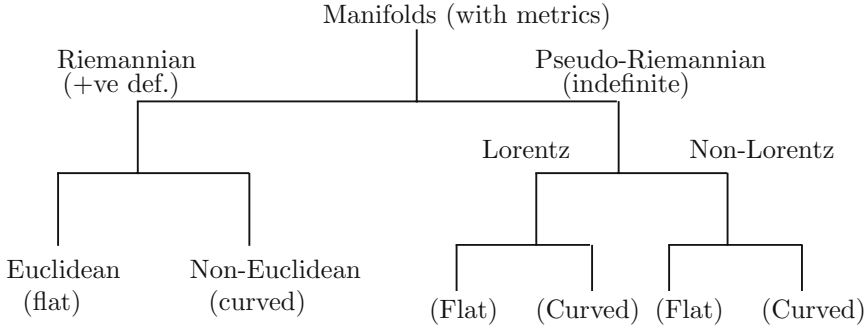 Manifolds (with metrics)
Riemannian
(+ve def.)
Pseudo-Riemannian
(indefinite)
Lorentz
Non-Lorentz
Euclidean
(flat)
Non-Euclidean
(curved)
(Flat)
(Curved)
(Flat)
(Curved)